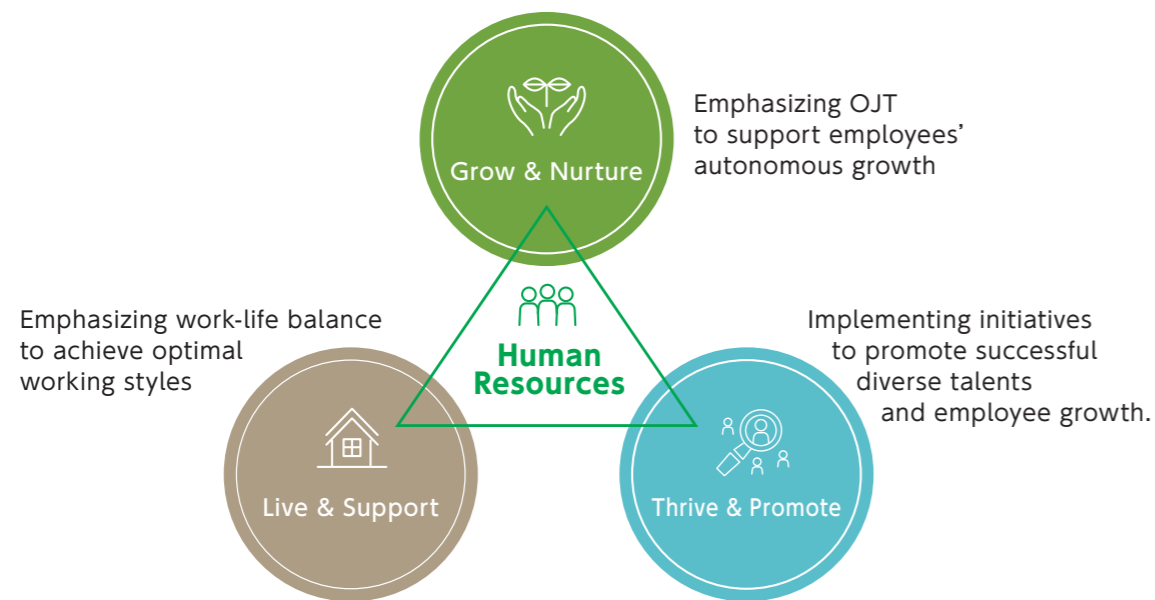 Grow & Nurture
Emphasizing OJT
to support employees’
autonomous growth
Human
Resources
Emphasizing work-life balance
to achieve optimal
working styles
Live & Support
Implementing initiatives
to promote successful
diverse talents
and employee growth.
Thrive & Promote